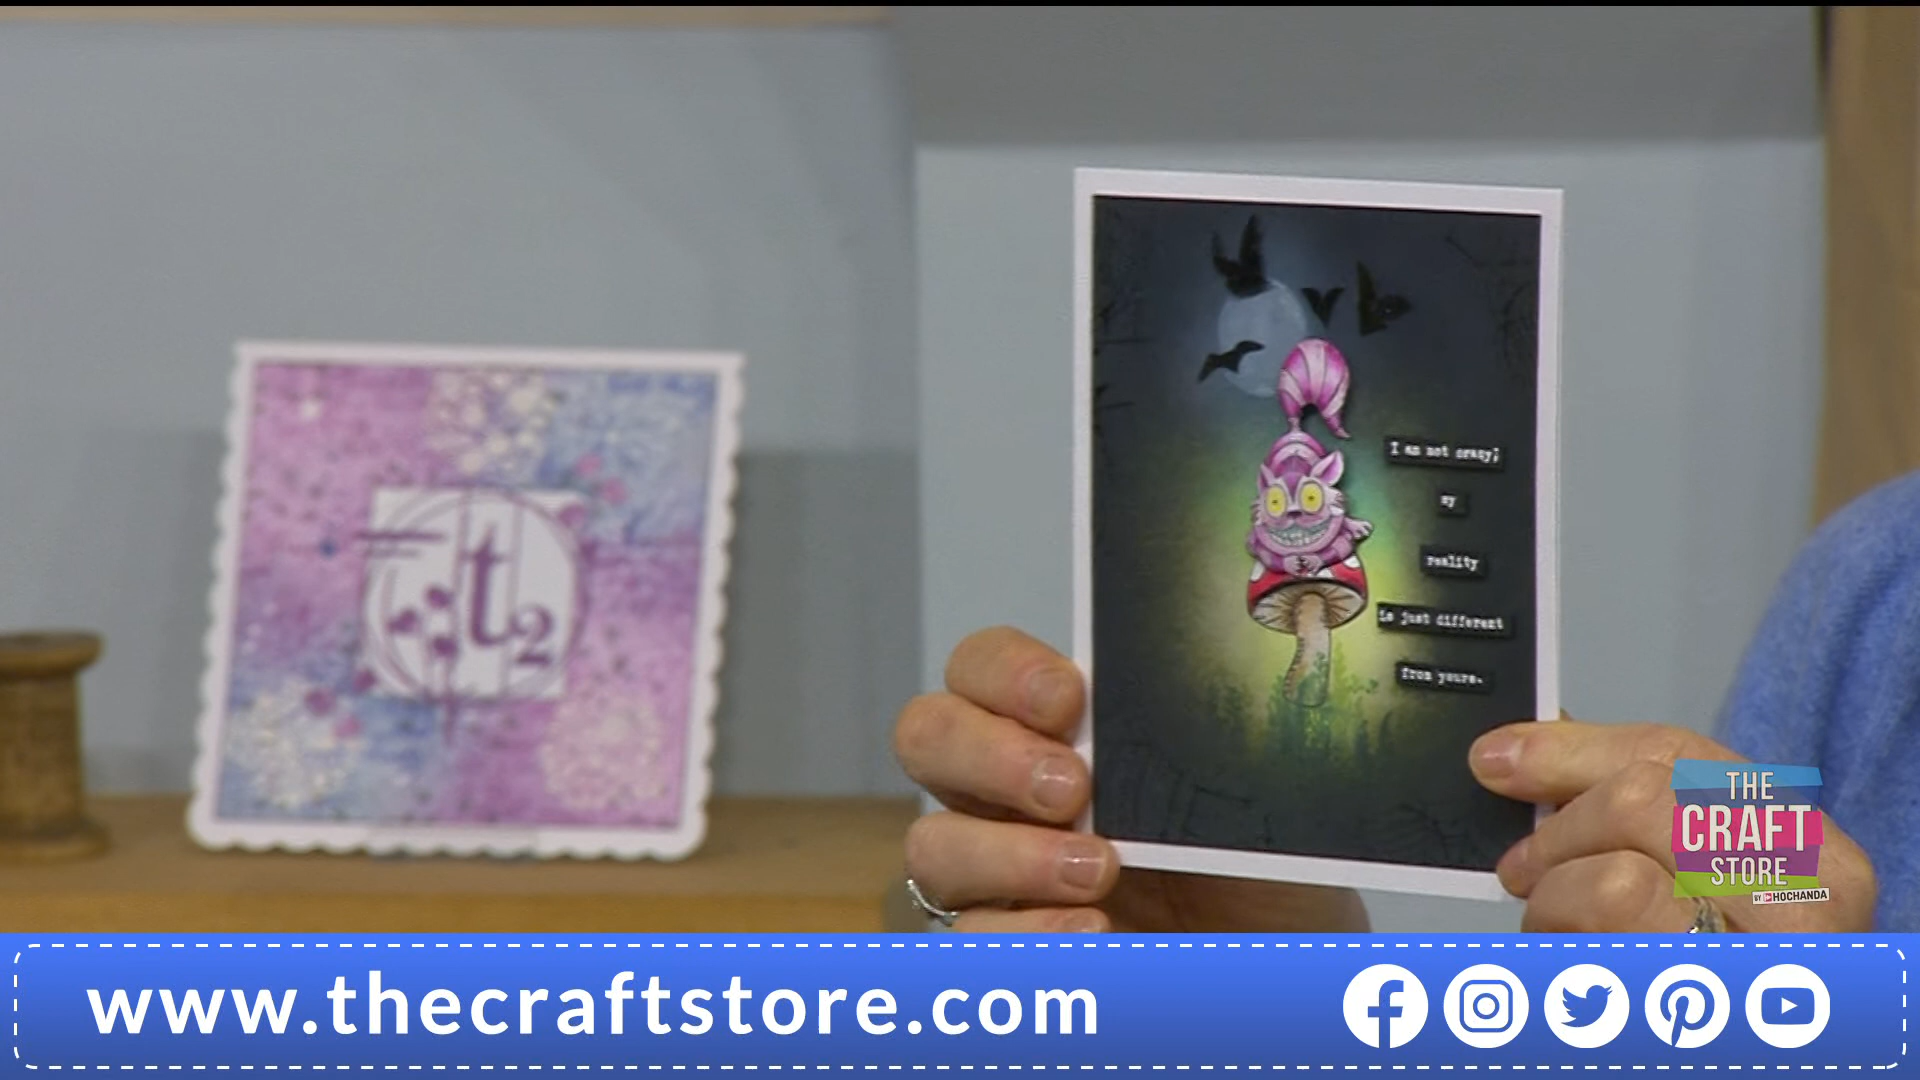 t2
I am not crazy;
my
reality
is just different
from yours.
THE
CRAFT
STORE
BY HOCHANDA
www.thecraftstore.com